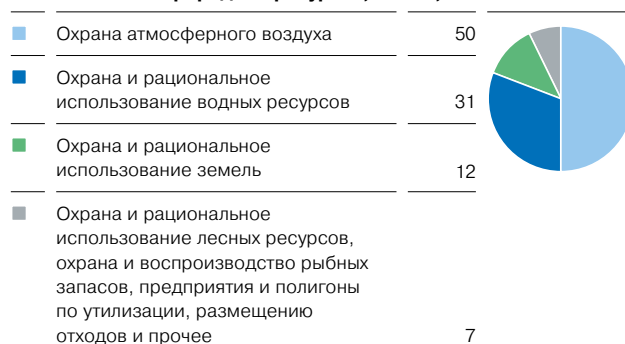 Охрана атмосферного воздуха 50
Охрана и рациональное
использование водных ресурсов 31
Охрана и рациональное
использование земель 12
Охрана и рациональное
использование лесных ресурсов,
охрана и воспроизводство рыбных
запасов, предприятия и полигоны
по утилизации, размещению
отходов и прочее 7